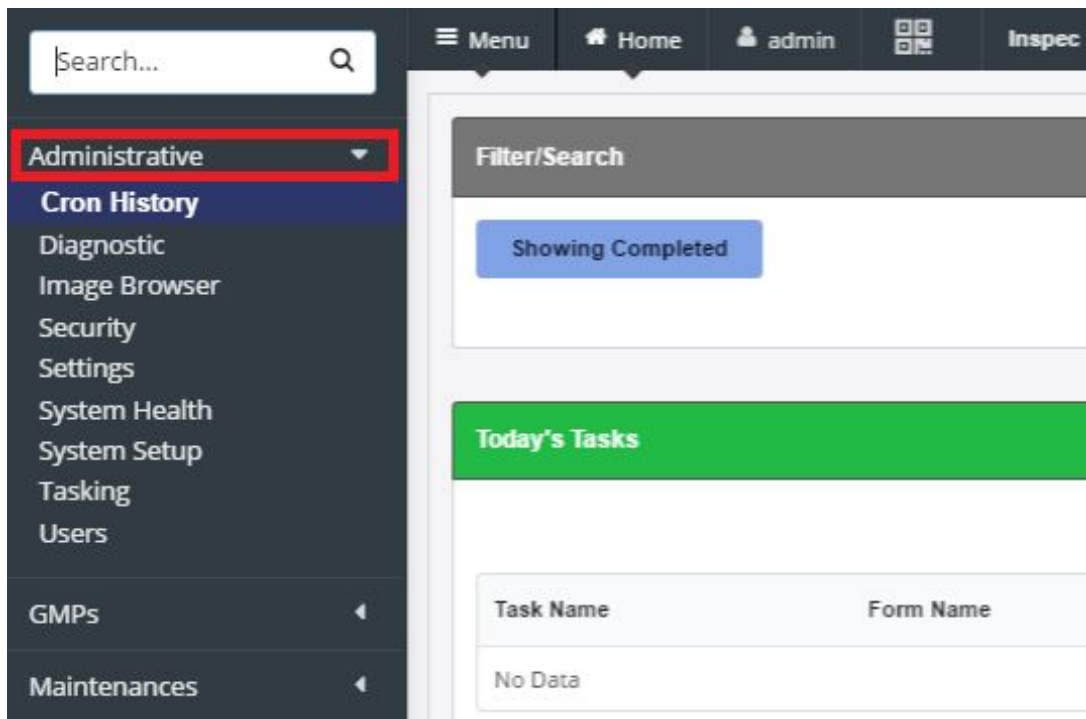 Search...
Administrative
Cron History
Diagnostic
Image Browser
Security
Settings
System Health
System Setup
Tasking
Users
GMPs
Maintenances
Menu Home admin Inspec
Filter/Search
Showing Completed
Today's Tasks
Task Name Form Name
No Data